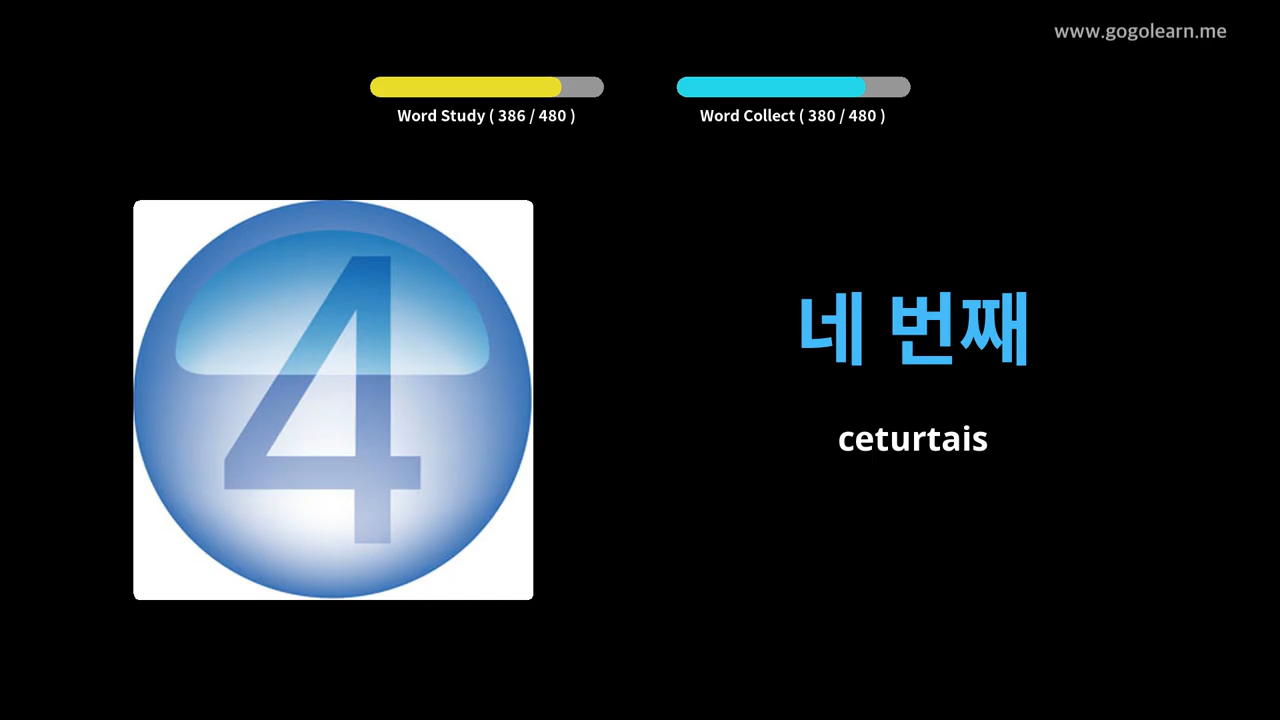 www.gogolearn.me
Word Study ( 386 / 480 )
Word Collect ( 380 / 480 )
4
네 번째
ceturtais